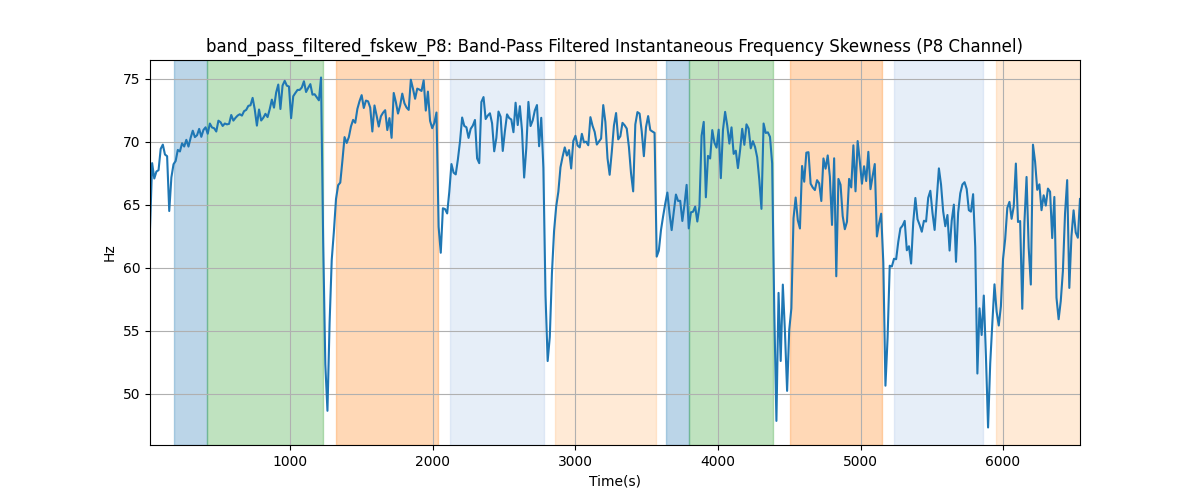 band_pass_filtered_fskew_P8: Band-Pass Filtered Instantaneous Frequency Skewness (P8 Channel)
75
70
65
60
55
50
Hz
1000 2000 3000 4000 5000 6000
Time(s)